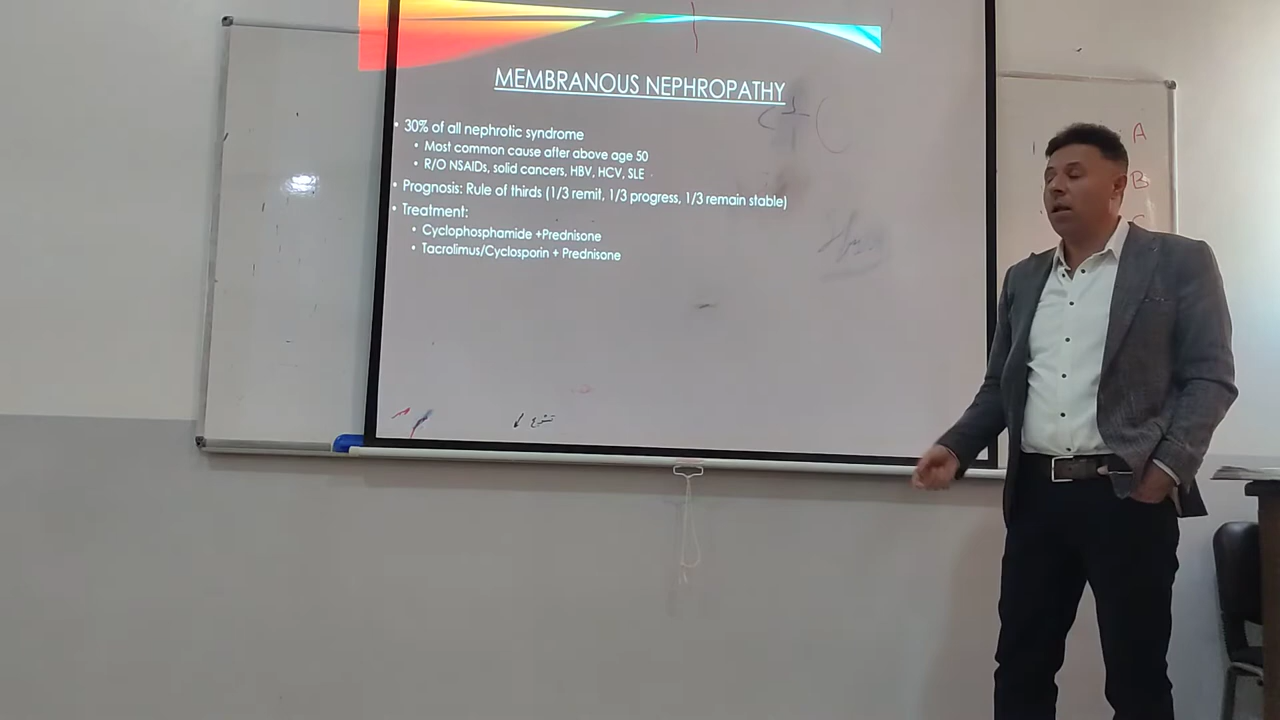 MEMBRANOUS NEPHROPATHY
• 30% of all nephrotic syndrome
• Most common cause after above age 50
• R/O NSAIDs, solid cancers, HBV, HCV, SLE
• Prognosis: Rule of thirds (1/3 remit, 1/3 progress, 1/3 remain stable)
• Treatment:
• Cyclophosphamide +Prednisone
• Tacrolimus/Cyclosporin + Prednisone
A
B